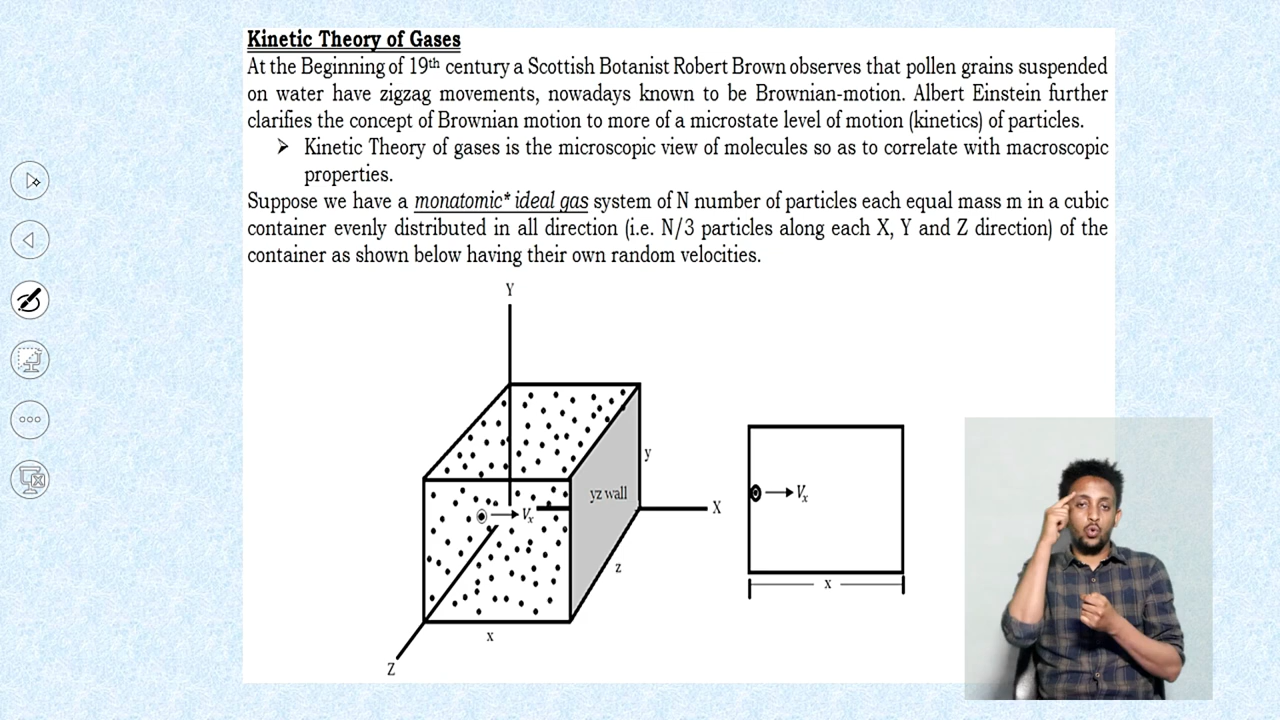 Kinetic Theory of Gases
At the Beginning of 19th century a Scottish Botanist Robert Brown observes that pollen grains suspended
on water have zigzag movements, nowadays known to be Brownian-motion. Albert Einstein further
clarifies the concept of Brownian motion to more of a microstate level of motion (kinetics) of particles.
➢ Kinetic Theory of gases is the microscopic view of molecules so as to correlate with macroscopic
properties.
Suppose we have a monatomic* ideal gas system of N number of particles each equal mass m in a cubic
container evenly distributed in all direction (i.e. N/3 particles along each X, Y and Z direction) of the
container as shown below having their own random velocities.
Y
y
yz wall
Vx
X
z
x
Z
Vx
x